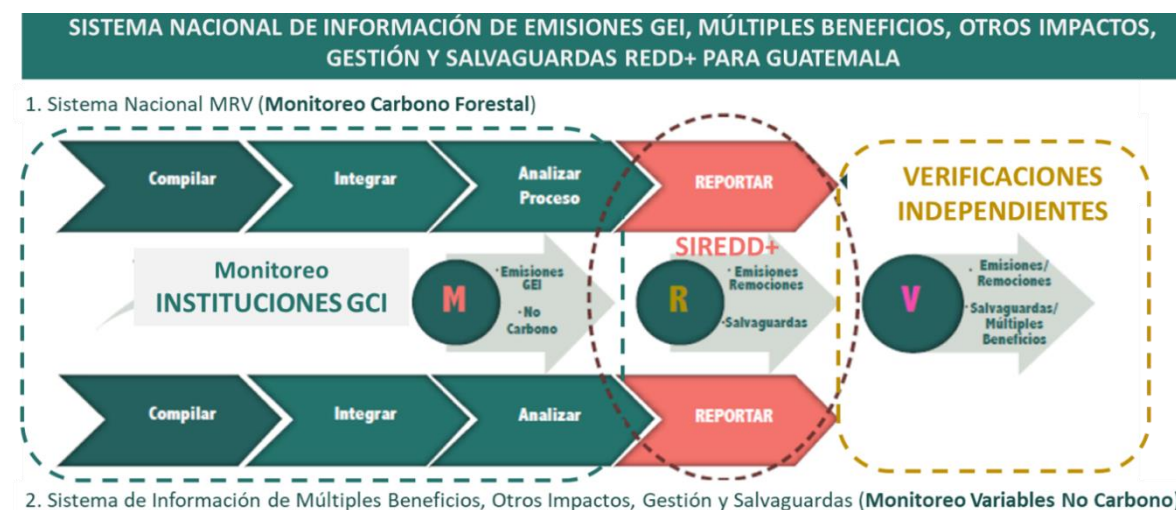 SISTEMA NACIONAL DE INFORMACIÓN DE EMISIONES GEI, MÚLTIPLES BENEFICIOS, OTROS IMPACTOS,
GESTIÓN Y SALVAGUARDAS REDD+ PARA GUATEMALA
1. Sistema Nacional MRV (Monitoreo Carbono Forestal)
Compilar
Integrar
Analizar
Proceso
REPORTAR
VERIFICACIONES
INDEPENDIENTES
Monitoreo
INSTITUCIONES GCI
M
· Emisiones
GEI
· No
Carbono
SIREDD+
R
· Emisiones
Remociones
·Salvaguardas
V
. Emisiones/
Remociones
· Salvaguardas/
Múltiples
Beneficios
Compilar
Integrar
Analizar
REPORTAR
2. Sistema de Información de Múltiples Beneficios, Otros Impactos, Gestión y Salvaguardas (Monitoreo Variables No Carbono)